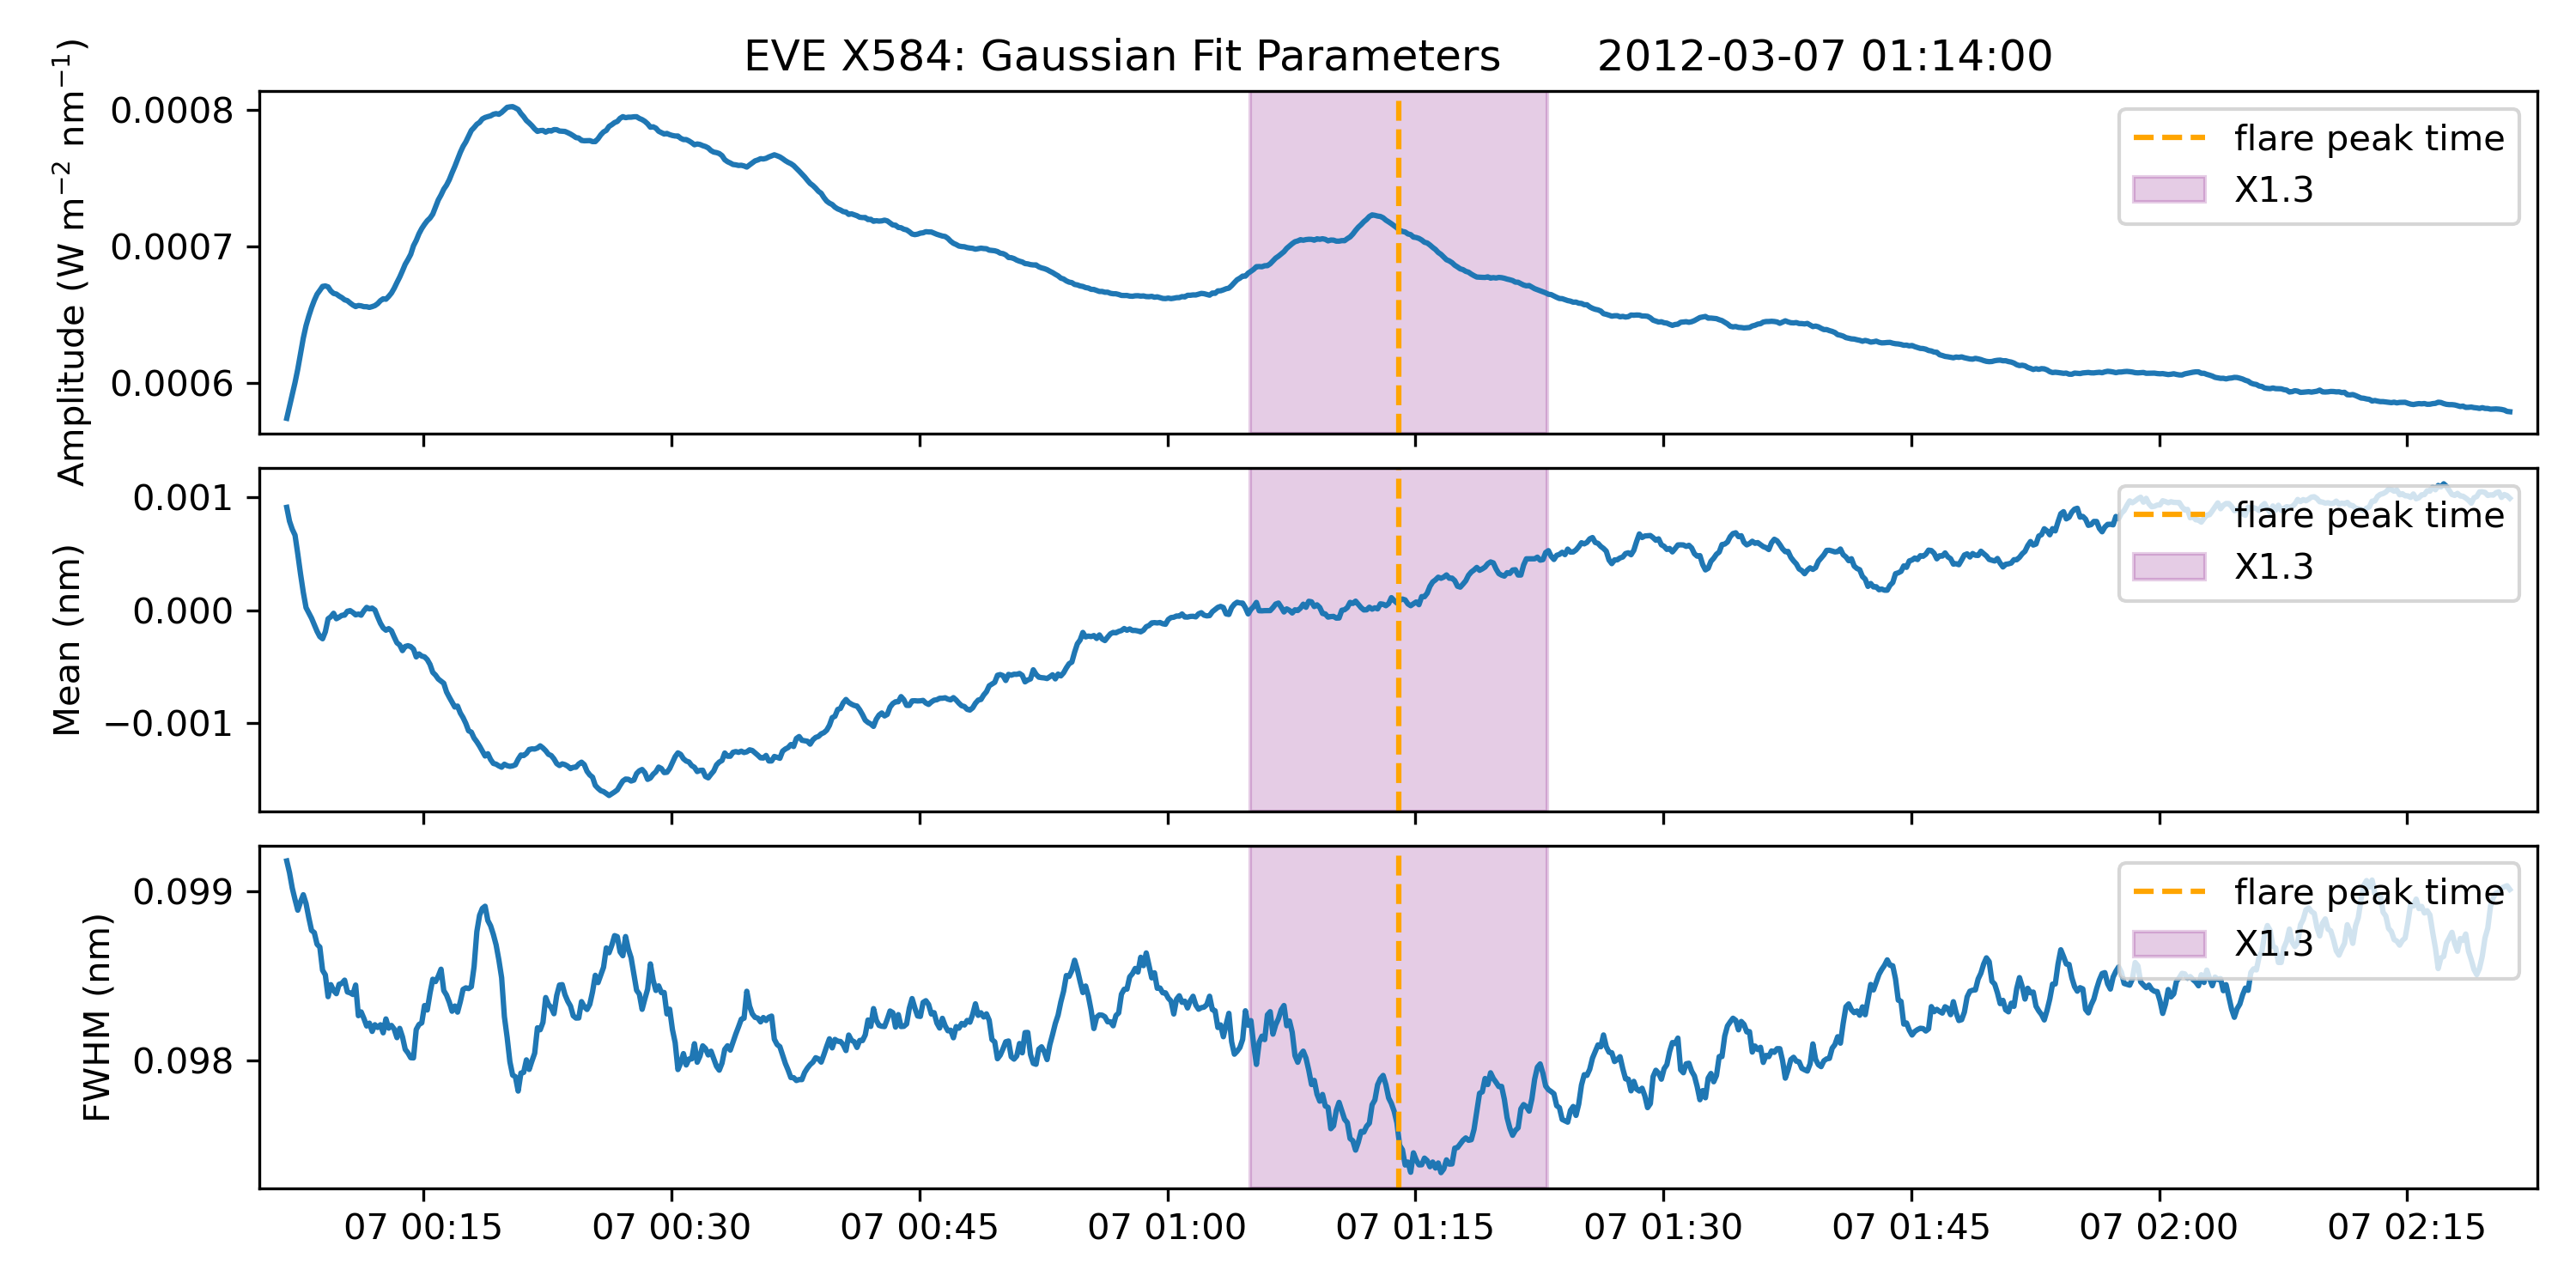 EVE X584: Gaussian Fit Parameters 2012-03-07 01:14:00
Amplitude (W m⁻² nm⁻¹)
0.0008
0.0007
0.0006
flare peak time
X1.3
Mean (nm)
0.001
0.000
−0.001
flare peak time
X1.3
FWHM (nm)
0.099
0.098
flare peak time
X1.3
07 00:15 07 00:30 07 00:45 07 01:00 07 01:15 07 01:30 07 01:45 07 02:00 07 02:15